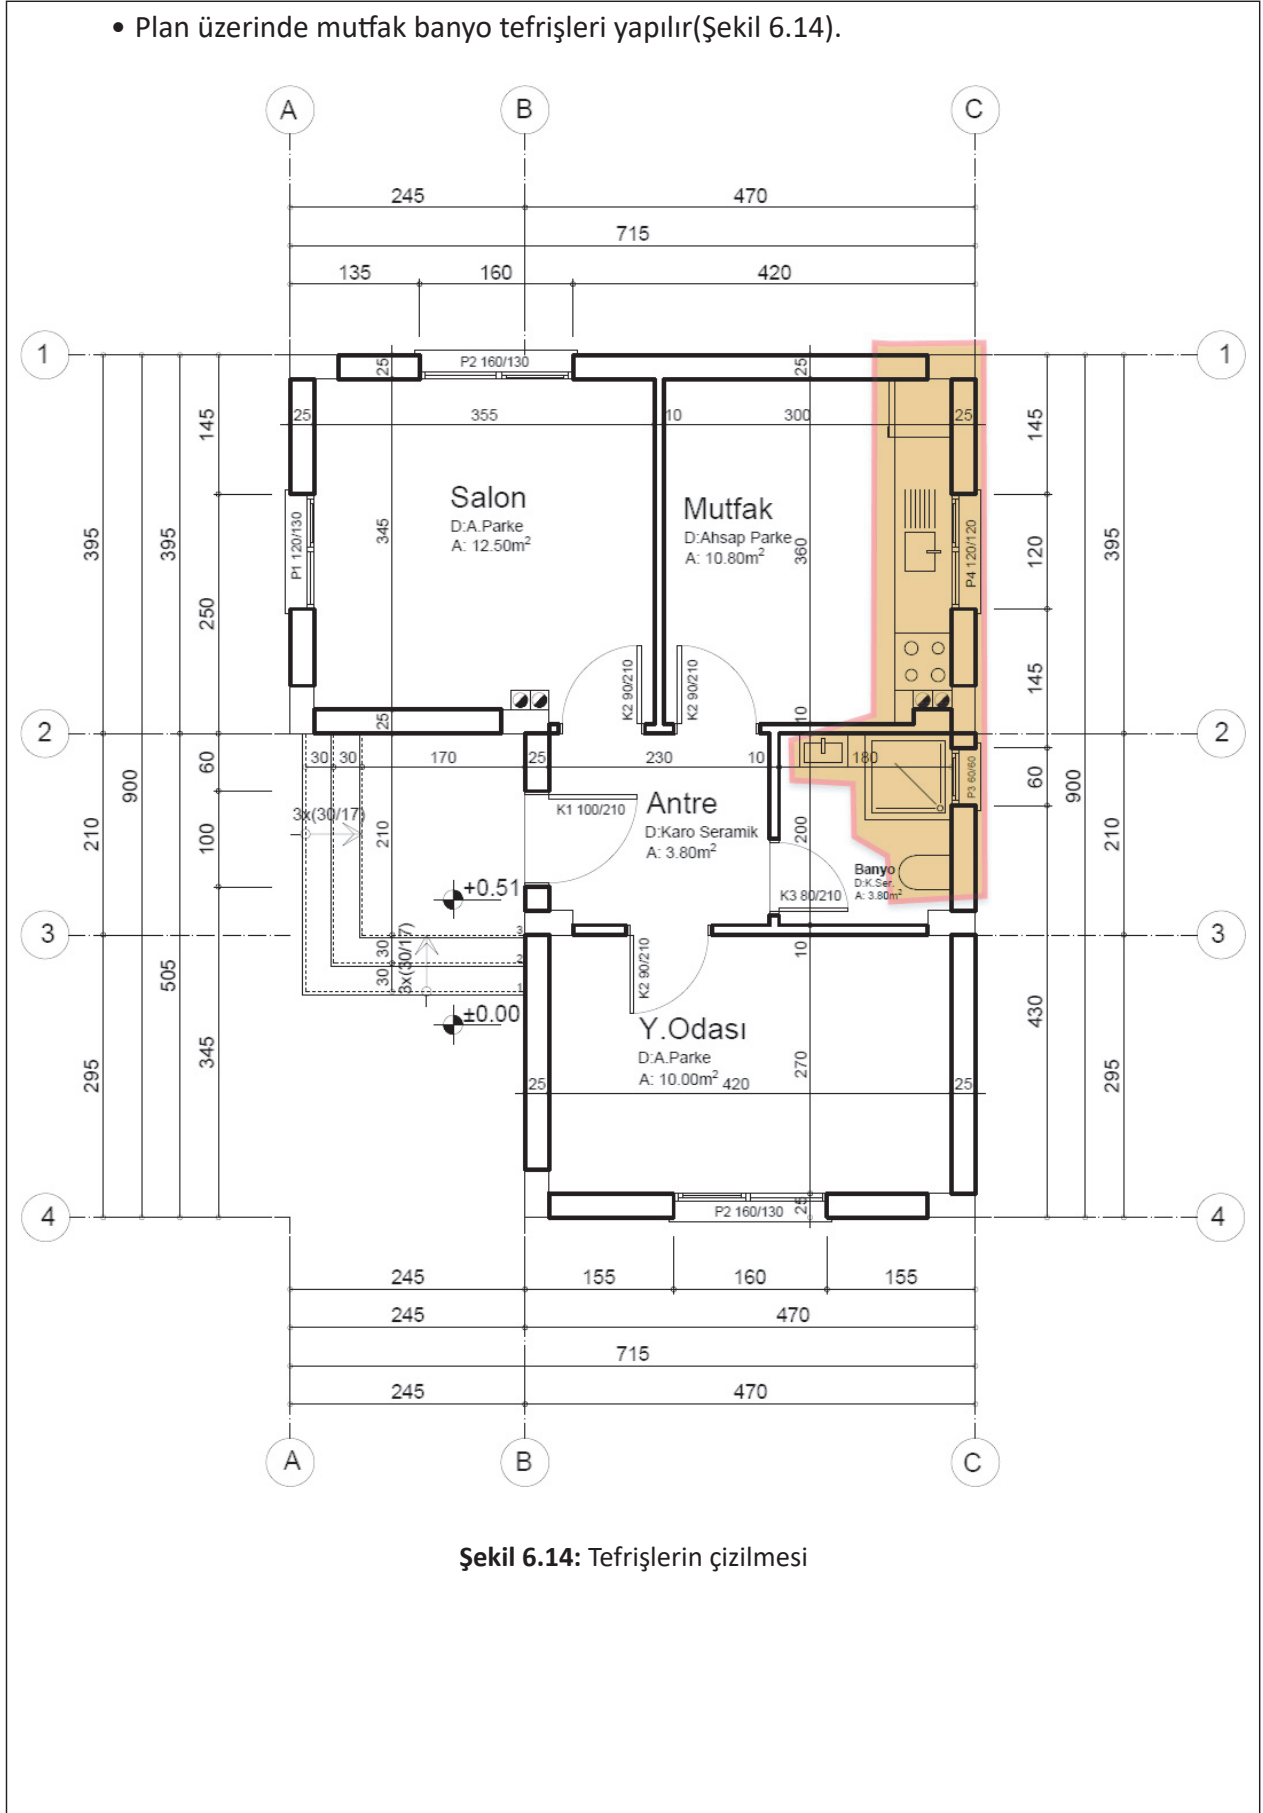 • Plan üzerinde mutfak banyo tefrişleri yapılır(Şekil 6.14).
A B C
245 470
715
135 160 420
1 1
P2 160/130
25 25
25 355 10 300 25
145 145
Salon
D:A.Parke
A: 12.50m²
Mutfak
D:Ahsap Parke
A: 10.80m²
395 395 345 360 120 395
P1 120/130
P4 120/120
250
145
K2 90/210
K2 90/210
25 10
2 2
30 30 170 25 230 10 180
60 60
P3 60/60
900 900
3x(30/17)
K1 100/210
Antre
D:Karo Seramik
A: 3.80m²
210 100 210 200 210
Banyo
D:K.Ser.
A: 3.80m²
K3 80/210
+0.51
3 3
3
2
1
30
30
3x(30/17)
K2 90/210
10
505
±0.00
430
Y.Odası
D:A.Parke
A: 10.00m²
295 345 270 295
25 420 25
P2 160/130
25
4 4
245 155 160 155
245 470
715
245 470
A B C
Şekil 6.14: Tefrişlerin çizilmesi